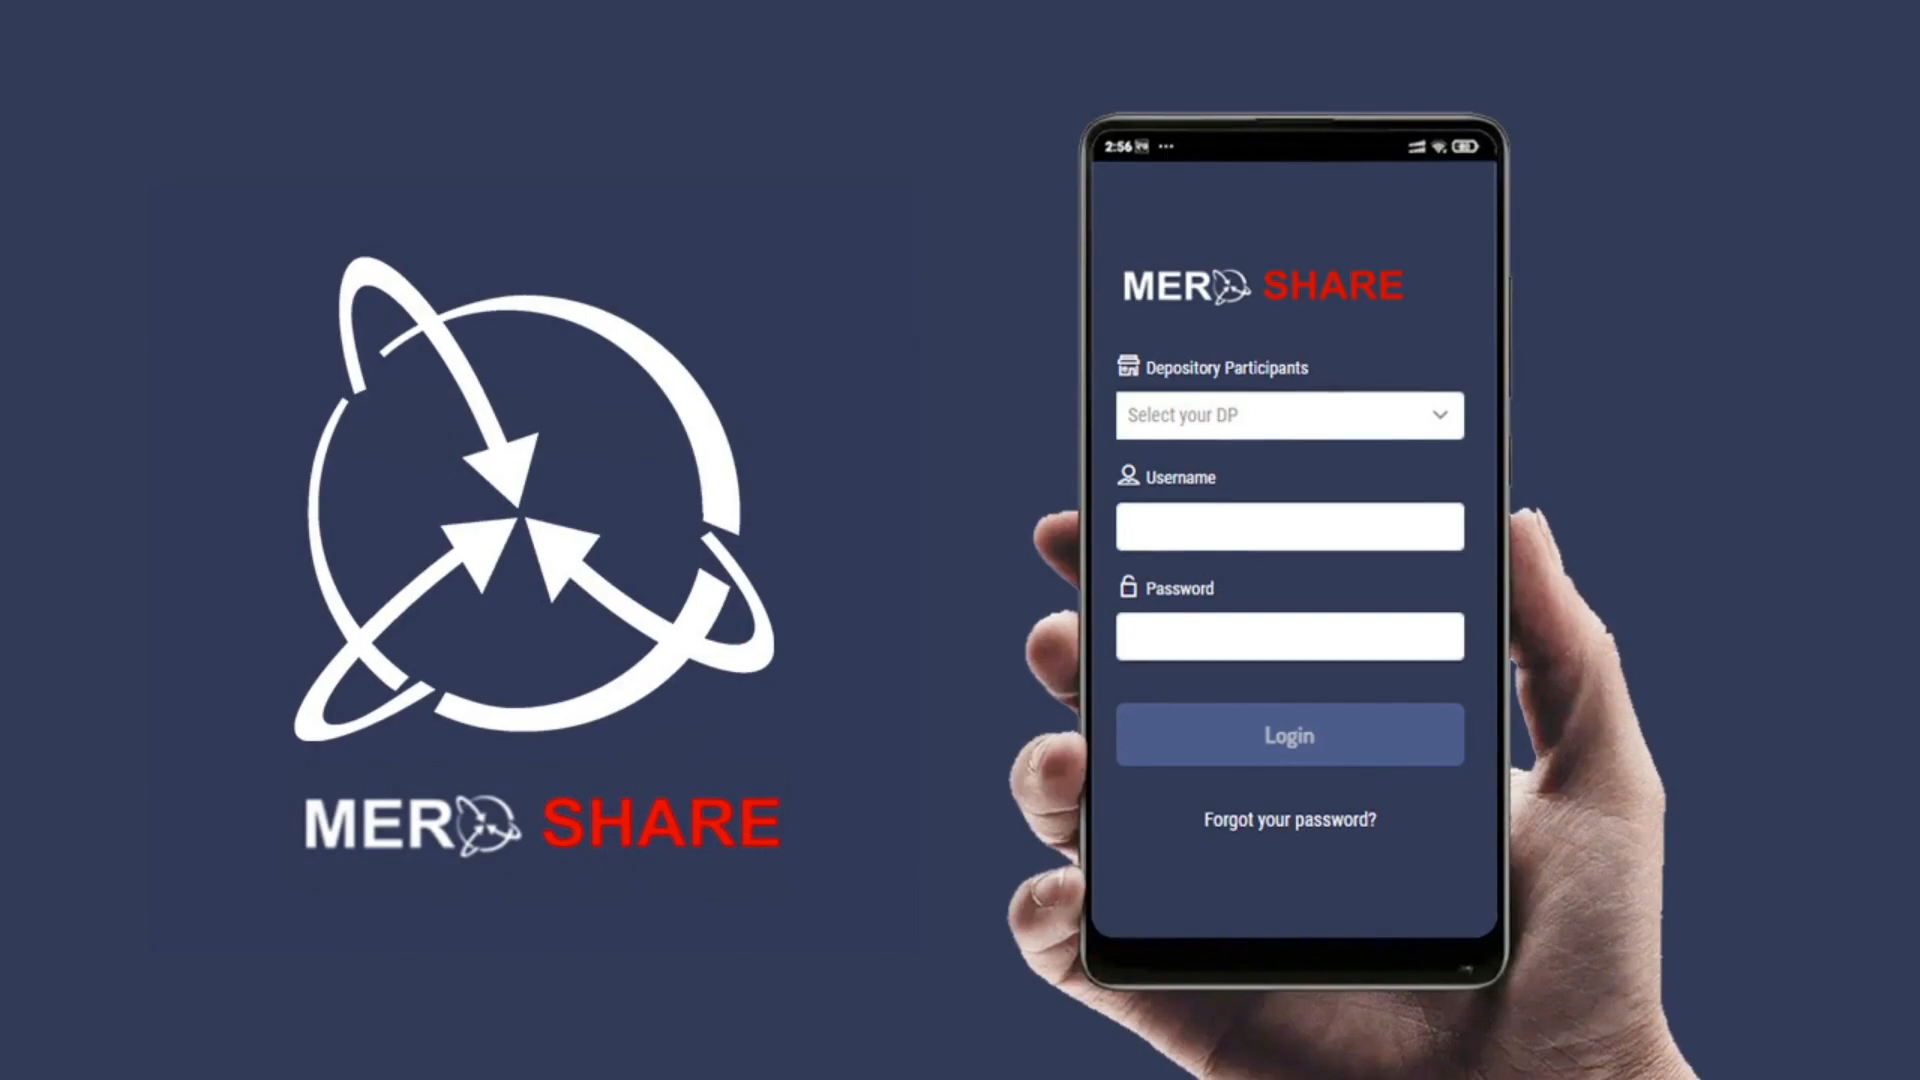 MERO SHARE
2:56
MERO SHARE
Depository Participants
Select your DP
Username
Password
Login
Forgot your password?